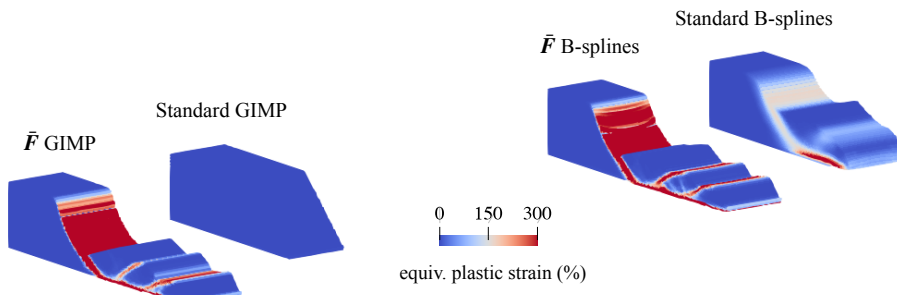 Standard B-splines
F̄ B-splines
Standard GIMP
F̄ GIMP
0 150 300
equiv. plastic strain (%)